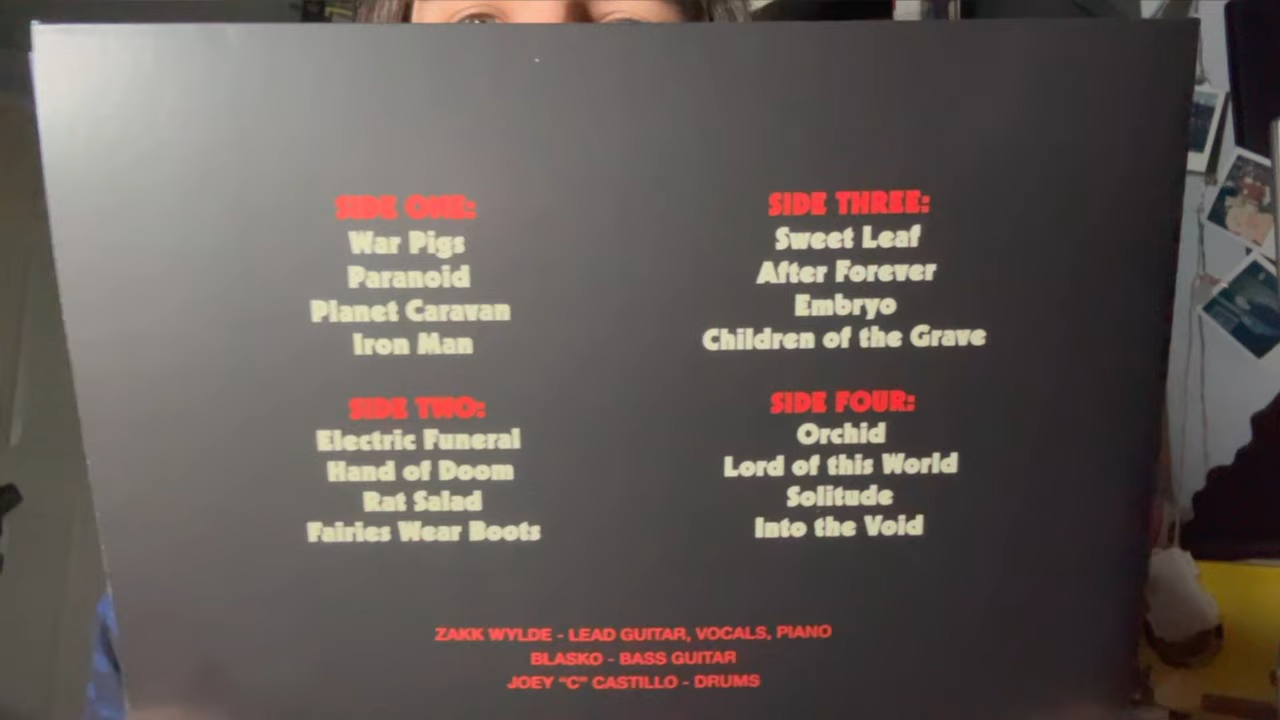 SIDE ONE:
War Pigs
Paranoid
Planet Caravan
Iron Man
SIDE TWO:
Electric Funeral
Hand of Doom
Rat Salad
Fairies Wear Boots
SIDE THREE:
Sweet Leaf
After Forever
Embryo
Children of the Grave
SIDE FOUR:
Orchid
Lord of this World
Solitude
Into the Void
ZAKK WYLDE - LEAD GUITAR, VOCALS, PIANO
BLASKO - BASS GUITAR
JOEY "C" CASTILLO - DRUMS